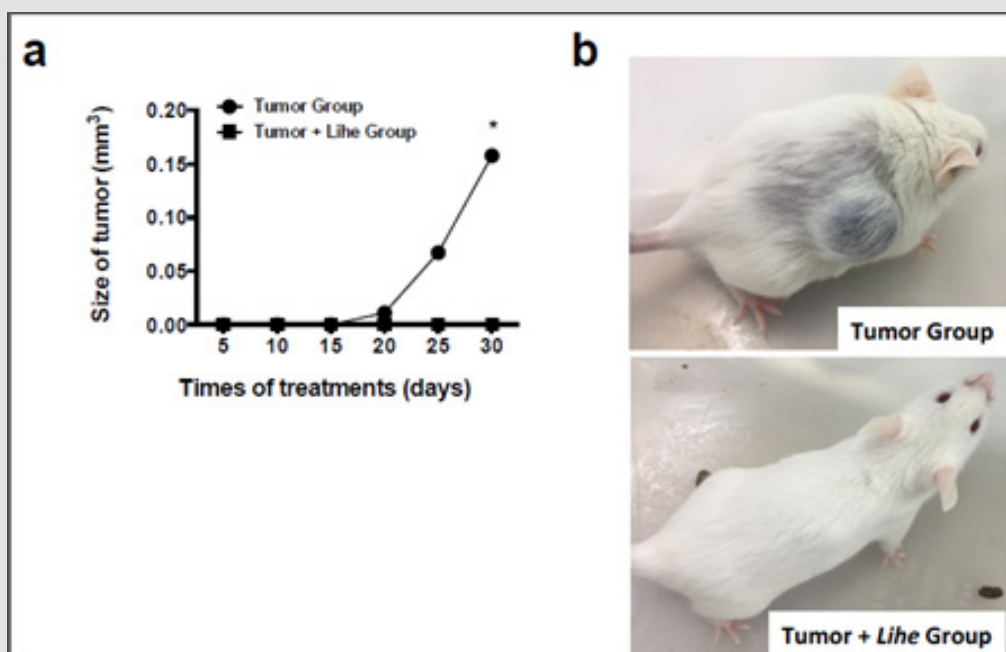 a
b
Tumor Group
Tumor + Lihe Group
*
Size of tumor (mm³)
0.20
0.15
0.10
0.05
0.00
5 10 15 20 25 30
Times of treatments (days)
Tumor Group
Tumor + Lihe Group